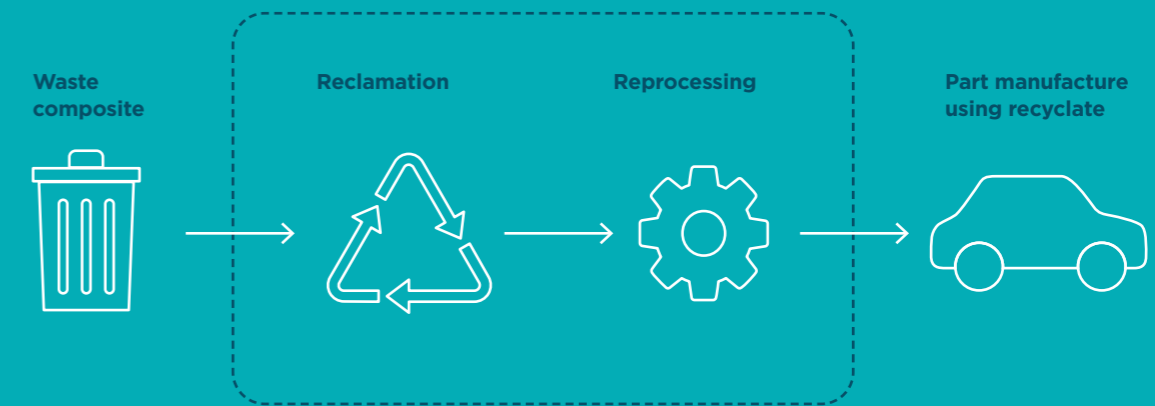 Waste
composite
Reclamation
Reprocessing
Part manufacture
using recyclate